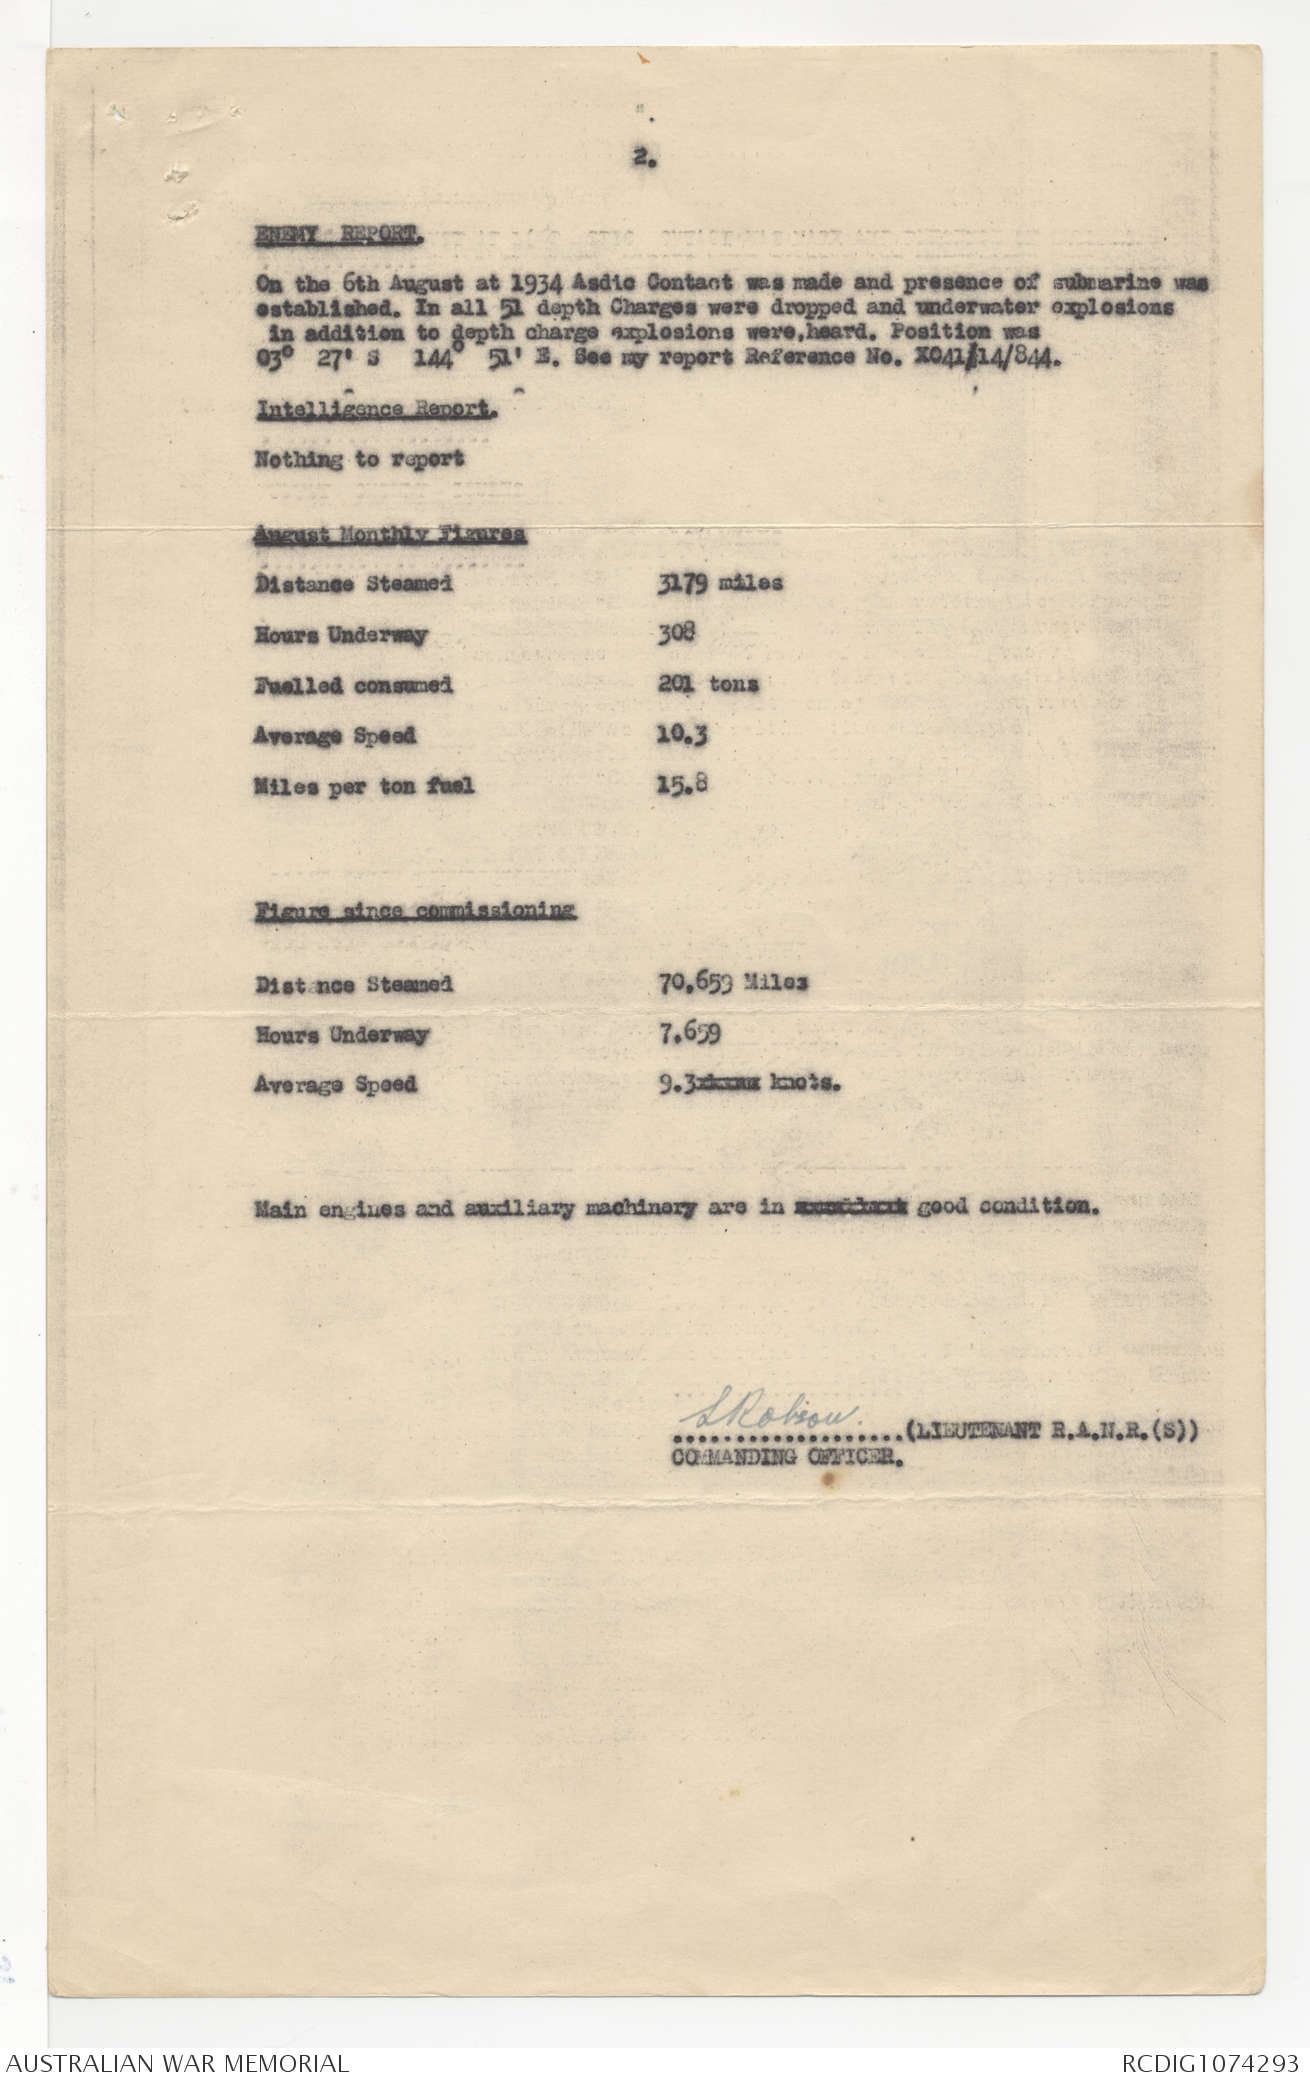 2.
ENEMY REPORT.
On the 6th August at 1934 Asdic Contact was made and presence of submarine was
established. In all 51 depth Charges were dropped and underwater explosions
in addition to depth charge explosions were,heard. Position was
03° 27' S 144° 51' E. See my report Reference No. X041/14/844.
Intelligence Report.
Nothing to report
August Monthly Figures
Distance Steamed 3179 miles
Hours Underway 308
Fuelled consumed 201 tons
Average Speed 10.3
Miles per ton fuel 15.8
Figure since commissioning
Distance Steamed 70,659 Miles
Hours Underway 7,659
Average Speed 9.3 knots.
Main engines and auxiliary machinery are in good condition.
LRobison.
...................(LIEUTENANT R.A.N.R.(S))
COMMANDING OFFICER.
AUSTRALIAN WAR MEMORIAL RCDIG1074293